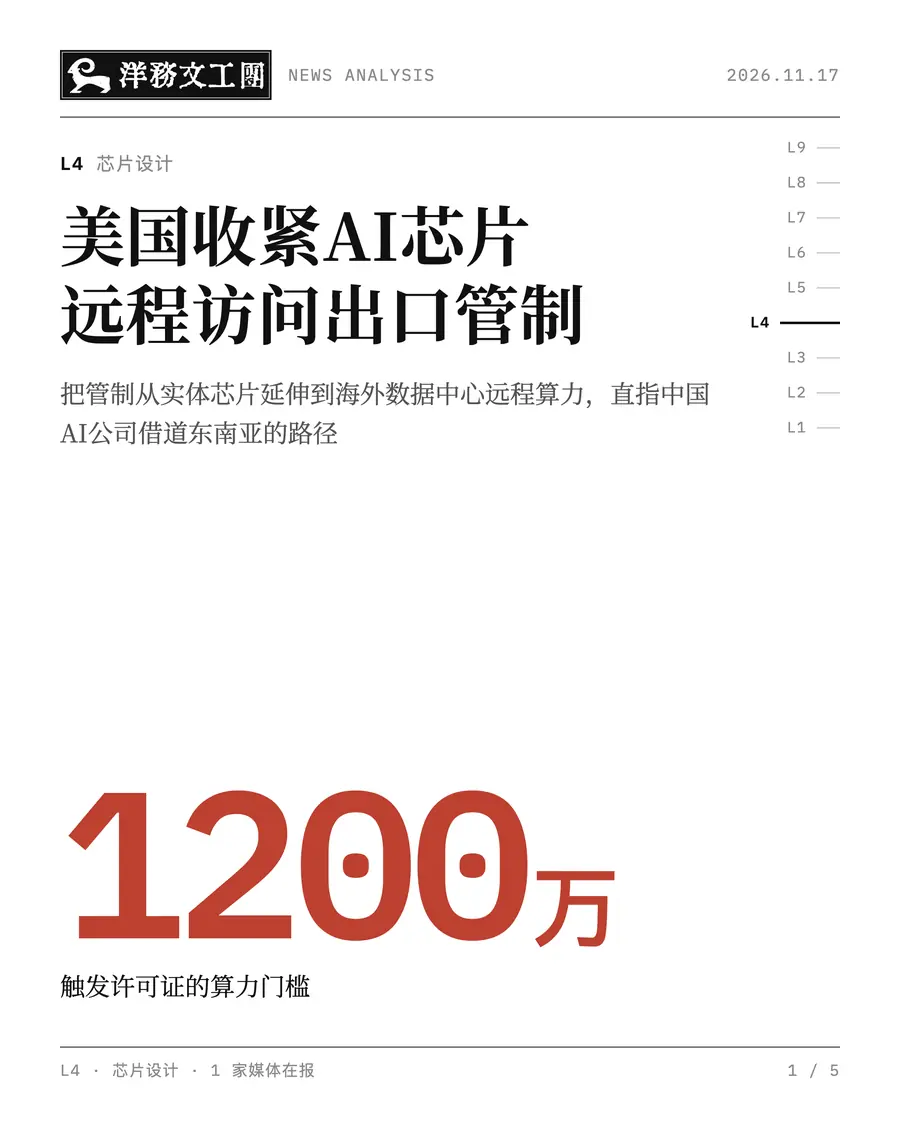 洋務文工團 NEWS ANALYSIS 2026.11.17
L4 芯片设计
美国收紧AI芯片
远程访问出口管制
把管制从实体芯片延伸到海外数据中心远程算力，直指中国
AI公司借道东南亚的路径
L9
L8
L7
L6
L5
L4
L3
L2
L1
1200万
触发许可证的算力门槛
L4 · 芯片设计 · 1 家媒体在报 1 / 5